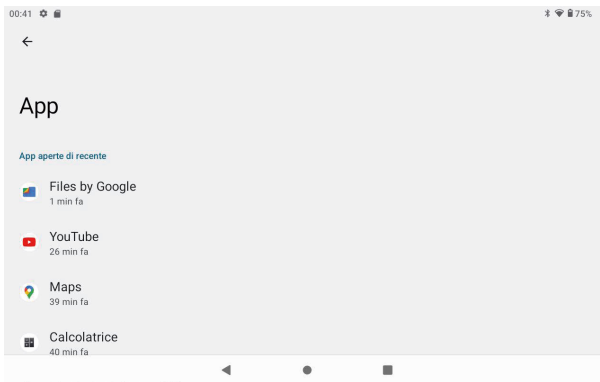 00:41 75%
App
App aperte di recente
Files by Google
1 min fa
YouTube
26 min fa
Maps
39 min fa
Calcolatrice
40 min fa